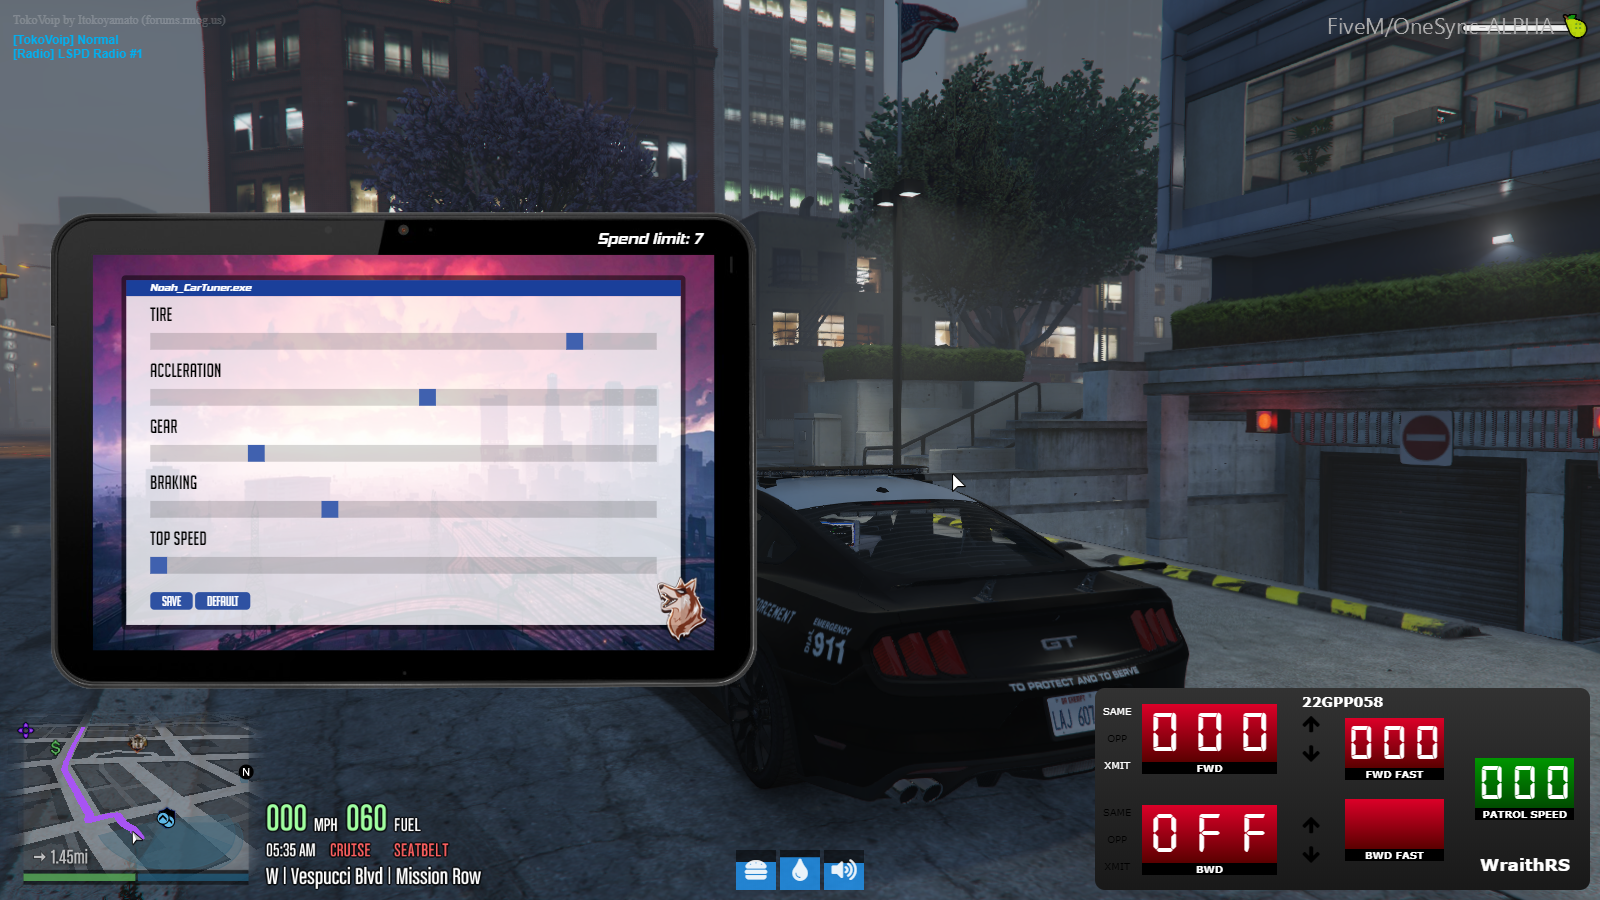 TokoVoip by Itokoyamato (forums.rmog.us)
[TokoVoip] Normal
[Radio] LSPD Radio #1
FiveM/OneSync ALPHA
Spend limit: 7
Noah_CarTuner.exe
TIRE
ACCLERATION
GEAR
BRAKING
TOP SPEED
SAVE DEFAULT
EMERGENCY
911
GT
TO PROTECT AND TO SERVE
LAJ 607
22GPP058
SAME
OPP
XMIT
000
FWD
000
FWD FAST
000
PATROL SPEED
SAME
OPP
XMIT
OFF
BWD
BWD FAST
WraithRS
$
N
→ 1.45mi
000 MPH 060 FUEL
05:35 AM CRUISE SEATBELT
W | Vespucci Blvd | Mission Row